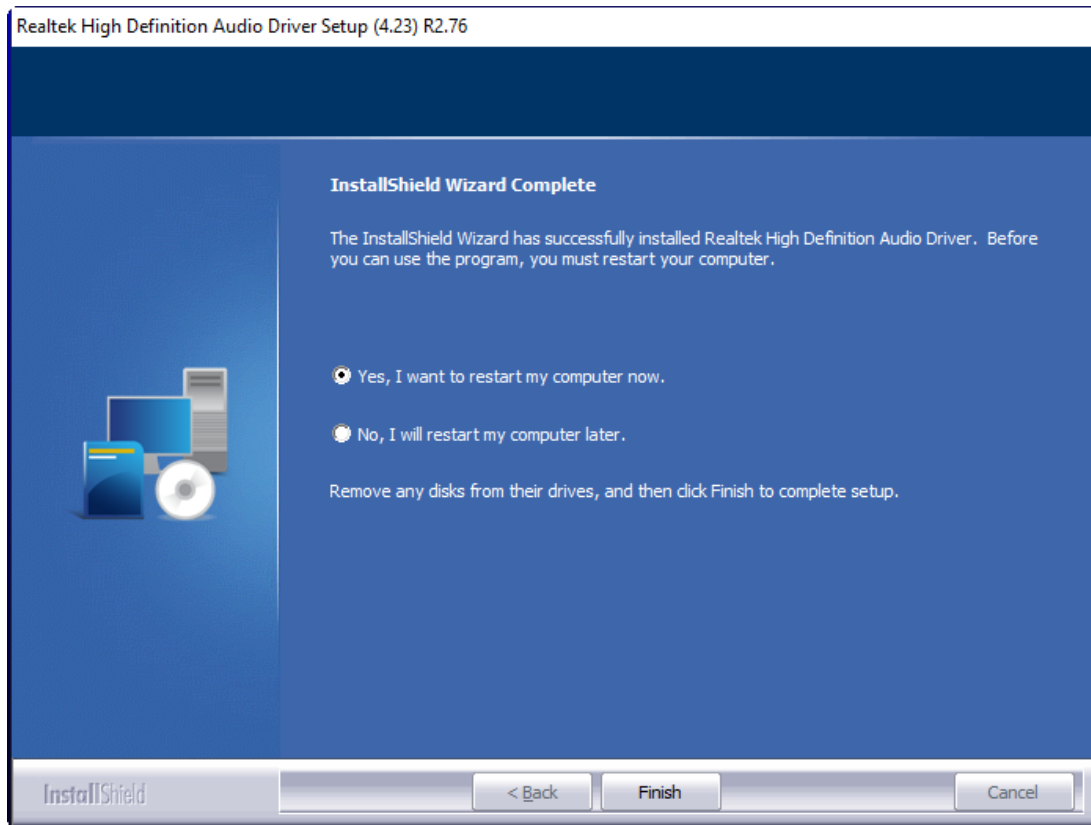 Realtek High Definition Audio Driver Setup (4.23) R2.76
InstallShield Wizard Complete
The InstallShield Wizard has successfully installed Realtek High Definition Audio Driver.  Before
you can use the program, you must restart your computer.
Yes, I want to restart my computer now.
No, I will restart my computer later.
Remove any disks from their drives, and then click Finish to complete setup.
InstallShield
< Back
Finish
Cancel